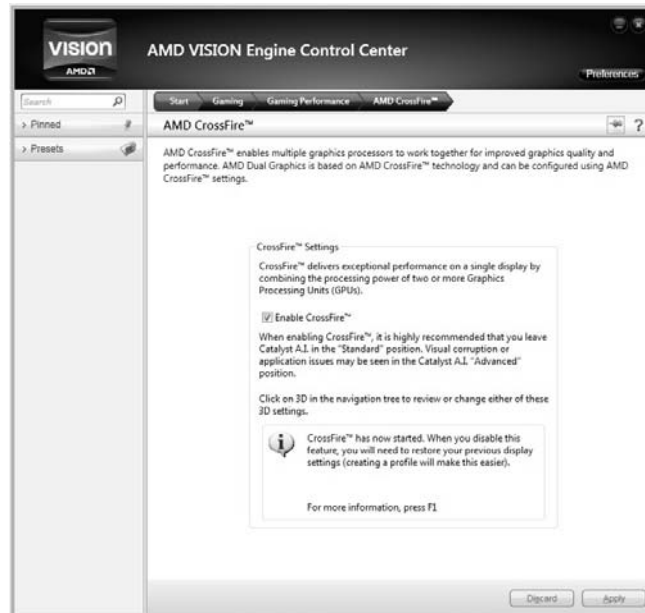 VISION
AMD
AMD VISION Engine Control Center
Preferences
Search
Start Gaming Gaming Performance AMD CrossFire™
> Pinned
AMD CrossFire™
?
> Presets
AMD CrossFire™ enables multiple graphics processors to work together for improved graphics quality and
performance. AMD Dual Graphics is based on AMD CrossFire™ technology and can be configured using AMD
CrossFire™ settings.
CrossFire™ Settings
CrossFire™ delivers exceptional performance on a single display by
combining the processing power of two or more Graphics
Processing Units (GPUs).
Enable CrossFire™
When enabling CrossFire™, it is highly recommended that you leave
Catalyst A.I. in the "Standard" position. Visual corruption or
application issues may be seen in the Catalyst A.I. "Advanced"
position.
Click on 3D in the navigation tree to review or change either of these
3D settings.
CrossFire™ has now started. When you disable this
feature, you will need to restore your previous display
settings (creating a profile will make this easier).
For more information, press F1
Discard Apply